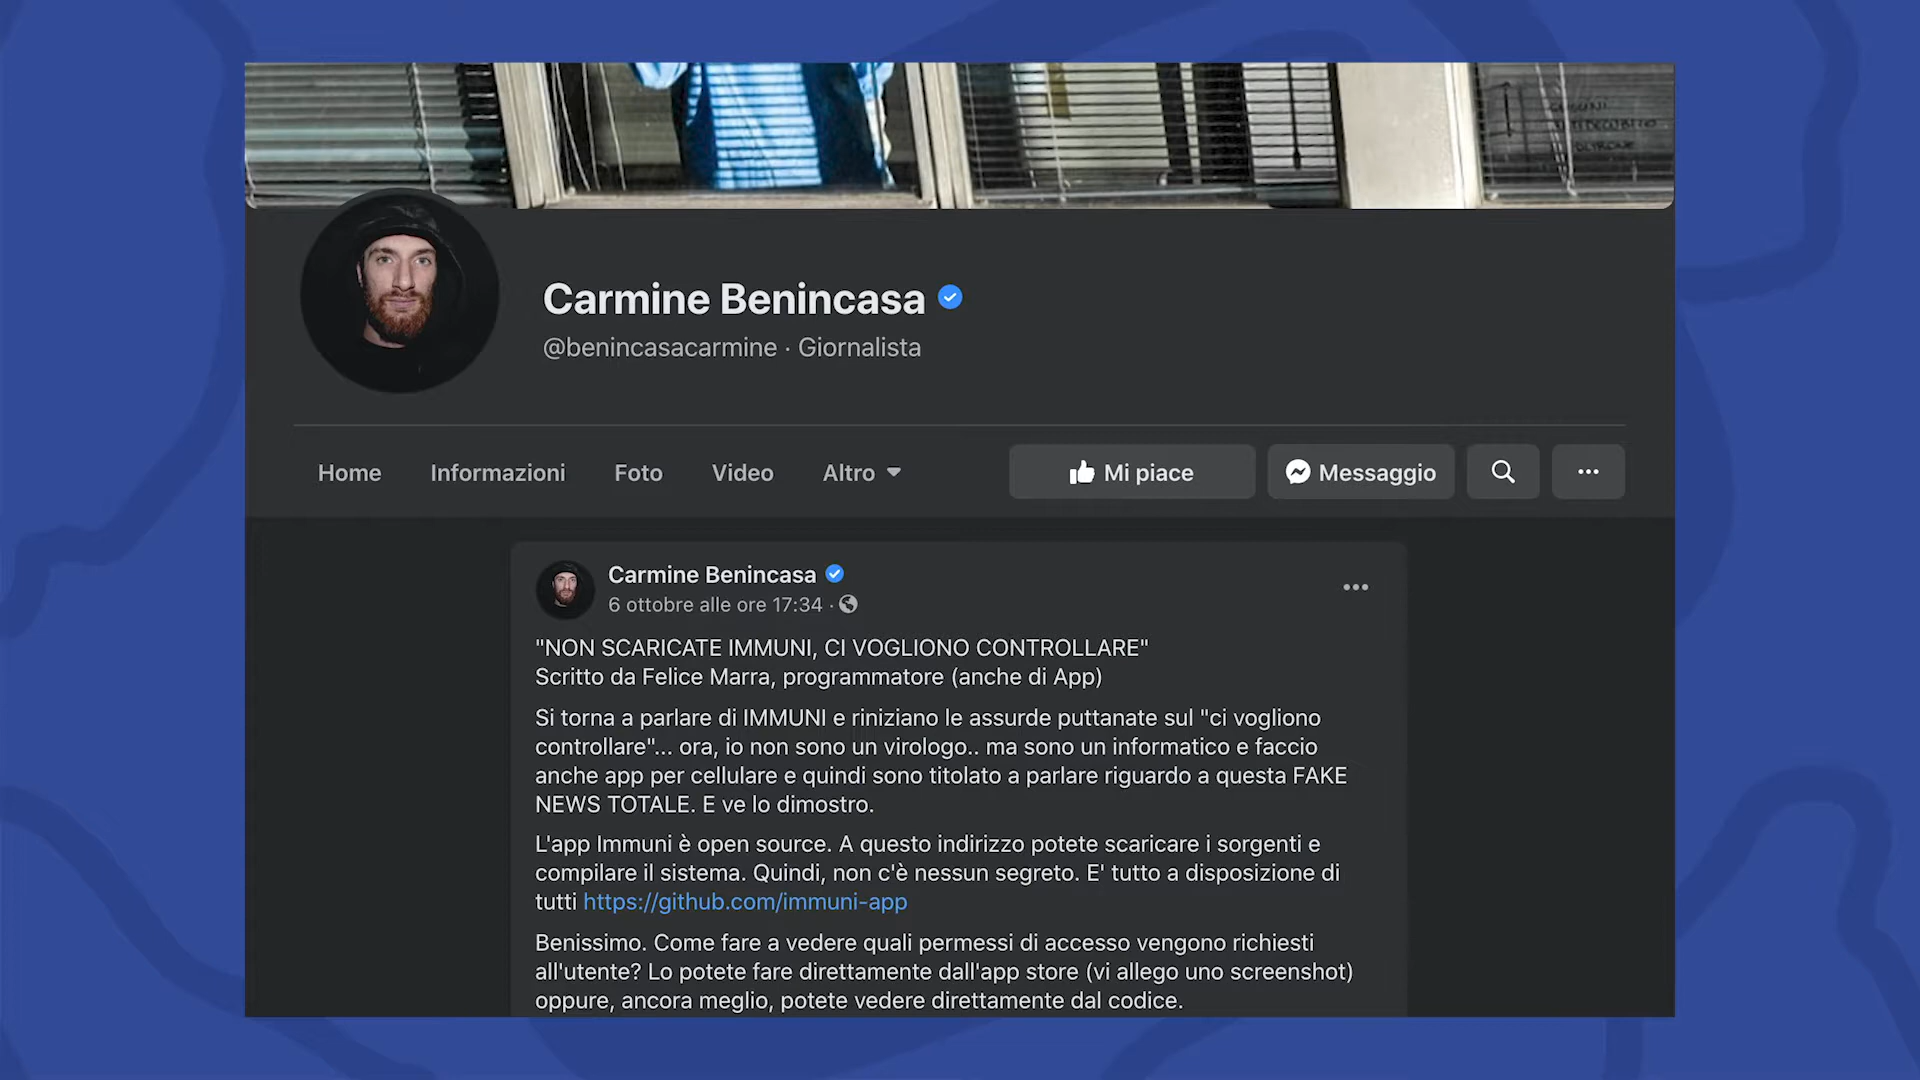 Carmine Benincasa
@benincasacarmine · Giornalista
Home Informazioni Foto Video Altro Mi piace Messaggio
Carmine Benincasa
6 ottobre alle ore 17:34 ·
"NON SCARICATE IMMUNI, CI VOGLIONO CONTROLLARE"
Scritto da Felice Marra, programmatore (anche di App)
Si torna a parlare di IMMUNI e riniziano le assurde puttanate sul "ci vogliono
controllare"... ora, io non sono un virologo.. ma sono un informatico e faccio
anche app per cellulare e quindi sono titolato a parlare riguardo a questa FAKE
NEWS TOTALE. E ve lo dimostro.
L'app Immuni è open source. A questo indirizzo potete scaricare i sorgenti e
compilare il sistema. Quindi, non c'è nessun segreto. E' tutto a disposizione di
tutti https://github.com/immuni-app
Benissimo. Come fare a vedere quali permessi di accesso vengono richiesti
all'utente? Lo potete fare direttamente dall'app store (vi allego uno screenshot)
oppure, ancora meglio, potete vedere direttamente dal codice.